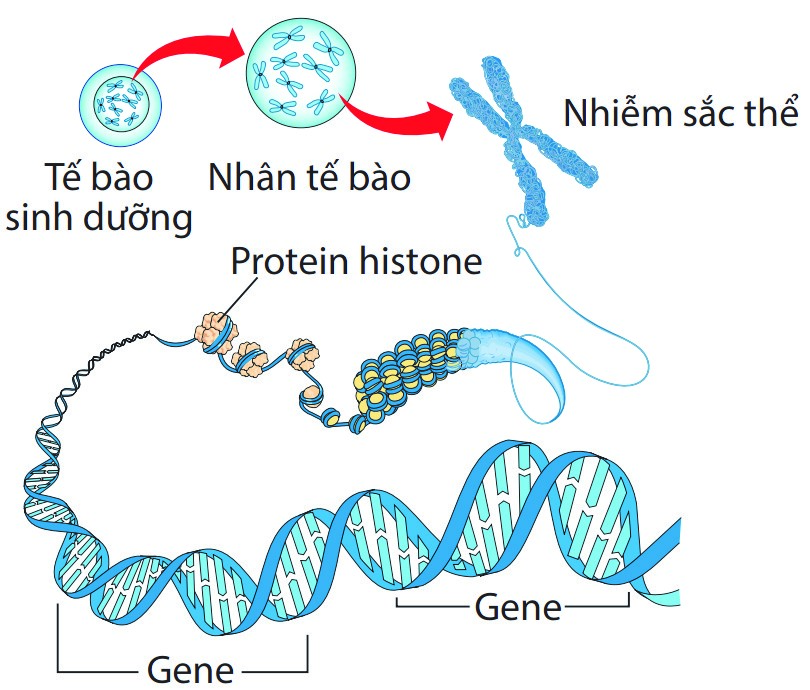 Nhiễm sắc thể
Tế bào
sinh dưỡng
Nhân tế bào
Protein histone
Gene
Gene